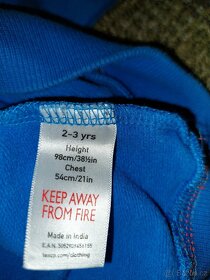 2-3 yrs
Height
98cm/38½in
Chest
54cm/21in
KEEP AWAY
FROM FIRE
Made in India
tesco.com/clothing